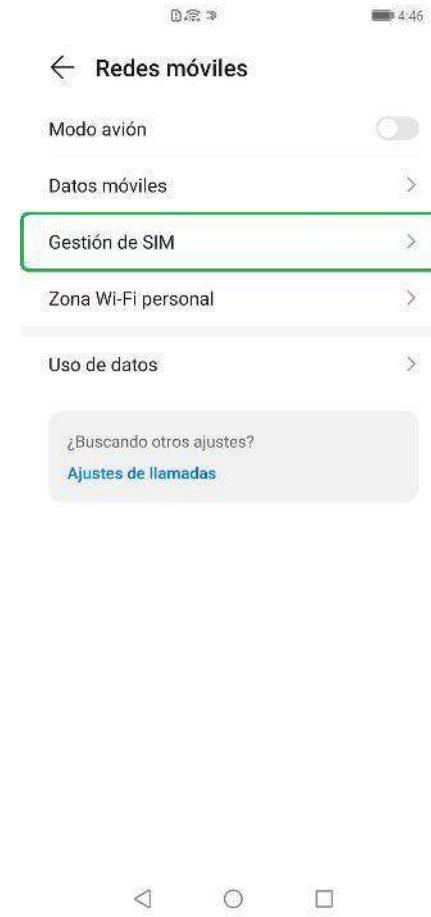 4:46
Redes móviles
Modo avión
Datos móviles
Gestión de SIM
Zona Wi-Fi personal
Uso de datos
¿Buscando otros ajustes?
Ajustes de llamadas